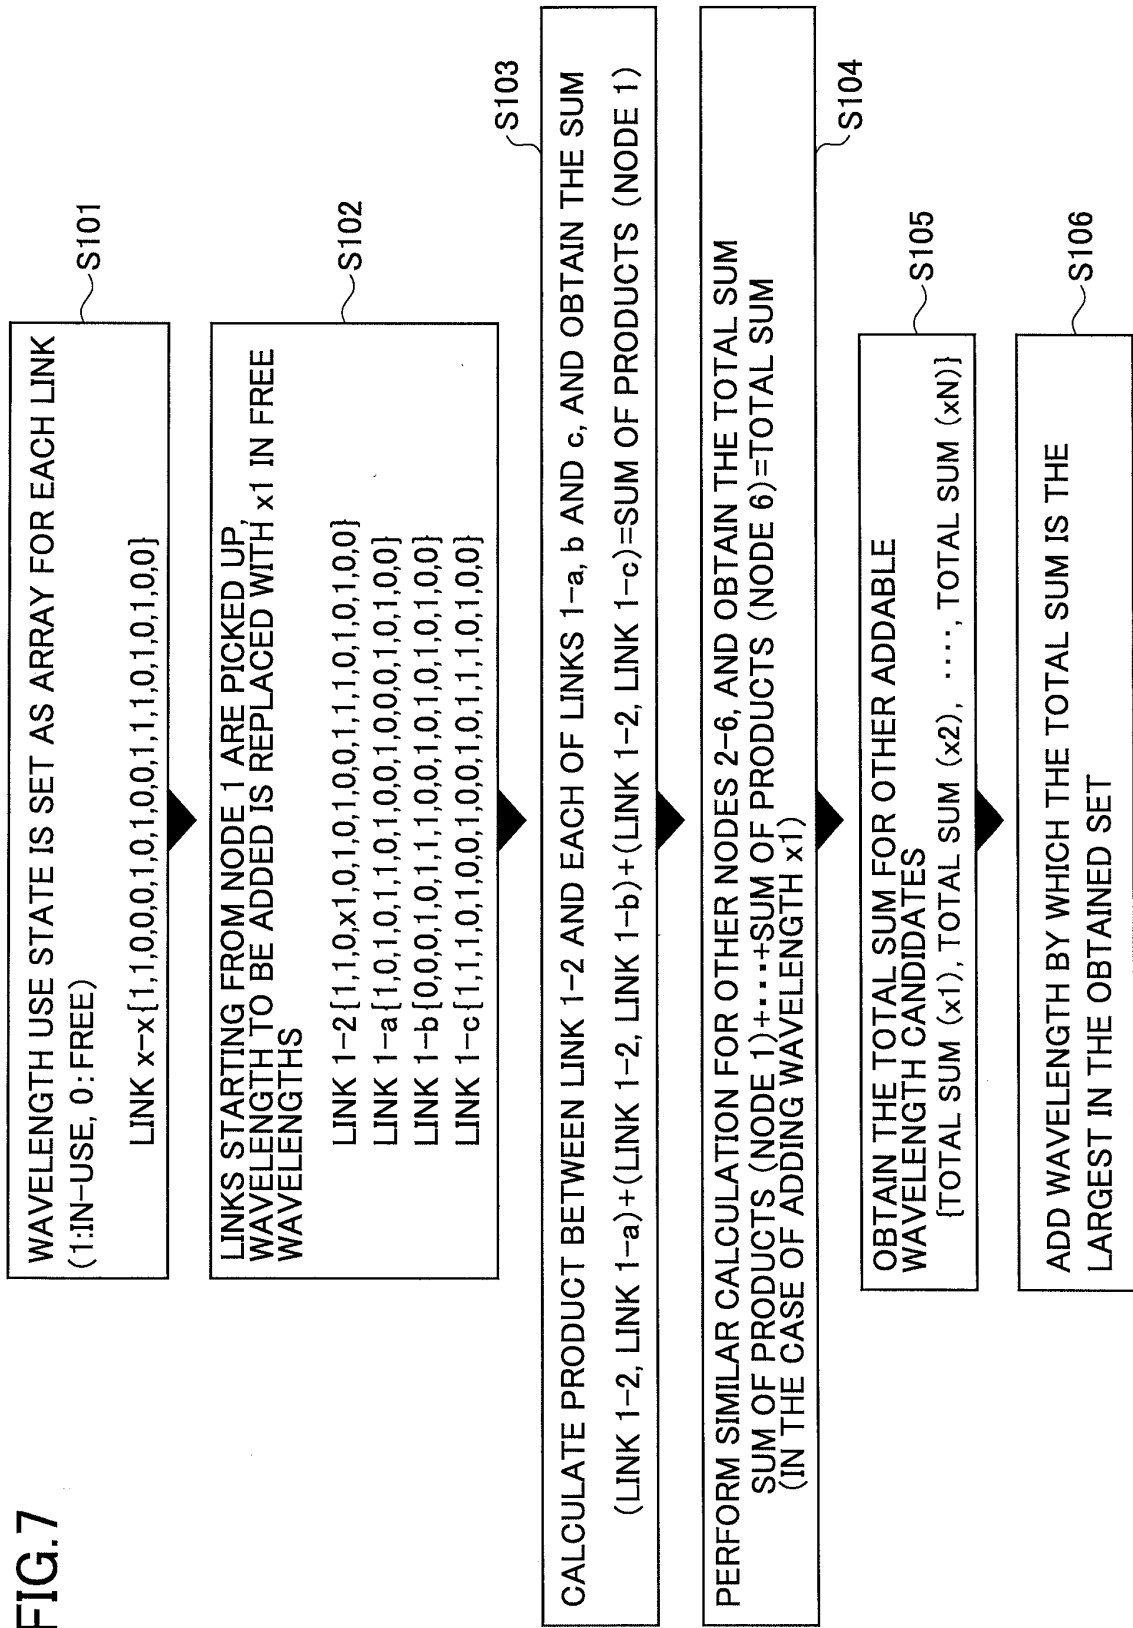 FIG.7
WAVELENGTH USE STATE IS SET AS ARRAY FOR EACH LINK
(1:IN-USE, 0:FREE)
LINK x-x{1,1,0,0,0,1,0,1,0,0,1,1,1,0,1,0,1,0,0}
S101
LINKS STARTING FROM NODE 1 ARE PICKED UP,
WAVELENGTH TO BE ADDED IS REPLACED WITH x1 IN FREE
WAVELENGTHS
LINK 1-2{1,1,0,x1,0,1,0,1,0,0,1,1,1,0,1,0,1,0,0}
LINK 1-a{1,0,1,0,1,1,0,1,0,0,1,0,0,0,1,0,1,0,0}
LINK 1-b{0,0,0,1,0,1,1,1,0,0,1,0,1,0,1,0,1,0,0}
LINK 1-c{1,1,1,0,1,0,0,1,0,0,1,0,1,1,1,0,1,0,0}
S102
CALCULATE PRODUCT BETWEEN LINK 1-2 AND EACH OF LINKS 1-a, b AND c, AND OBTAIN THE SUM
(LINK 1-2, LINK 1-a)+(LINK 1-2, LINK 1-b)+(LINK 1-2, LINK 1-c)=SUM OF PRODUCTS (NODE 1)
S103
PERFORM SIMILAR CALCULATION FOR OTHER NODES 2-6, AND OBTAIN THE TOTAL SUM
SUM OF PRODUCTS (NODE 1)+••••+SUM OF PRODUCTS (NODE 6)=TOTAL SUM
(IN THE CASE OF ADDING WAVELENGTH x1)
S104
OBTAIN THE TOTAL SUM FOR OTHER ADDABLE
WAVELENGTH CANDIDATES
{TOTAL SUM (x1), TOTAL SUM (x2), ····, TOTAL SUM (xN)}
S105
ADD WAVELENGTH BY WHICH THE TOTAL SUM IS THE
LARGEST IN THE OBTAINED SET
S106